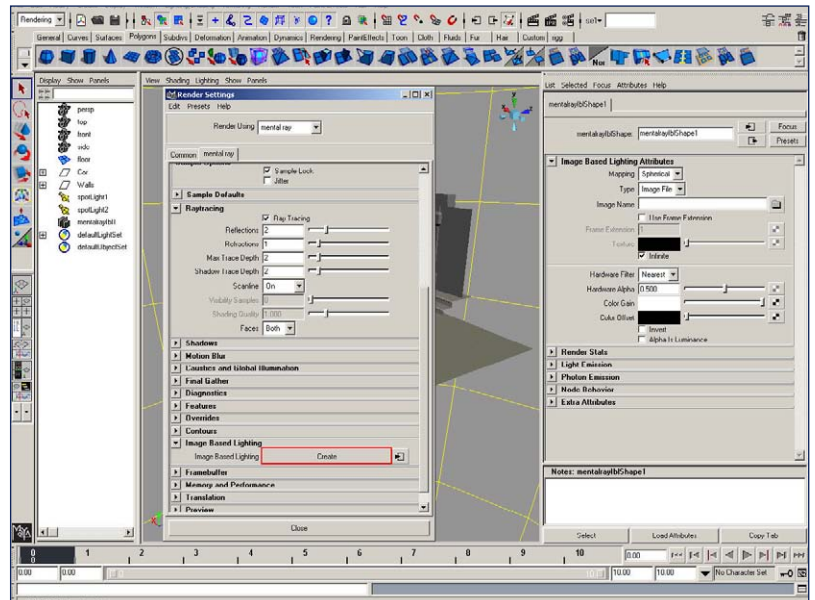 Rendering
sel*
General Curves Surfaces Polygons Subdivs Deformation Animation Dynamics Rendering PaintEffects Toon Cloth Fluids Fur Hair Custom rigg
Nor
Display Show Panels
persp
top
front
side
floor
Car
Walls
spotLight1
spotLight2
mentalrayIbl1
defaultLightSet
defaultObjectSet
View Shading Lighting Show Panels
Render Settings
Edit Presets Help
Render Using mental ray
Common mental ray
Sample Options
Sample Lock
Jitter
Sample Defaults
Raytracing
Ray Tracing
Reflections 2
Refractions 1
Max Trace Depth 2
Shadow Trace Depth 2
Scanline On
Visibility Samples 0
Shading Quality 1.000
Faces Both
Shadows
Motion Blur
Caustics and Global Illumination
Final Gather
Diagnostics
Features
Overrides
Contours
Image Based Lighting
Image Based Lighting Create
Framebuffer
Memory and Performance
Translation
Preview
Close
List Selected Focus Attributes Help
mentalrayIblShape1
mentalrayIblShape: mentalrayIblShape1
Focus
Presets
Image Based Lighting Attributes
Mapping Spherical
Type Image File
Image Name
Use Frame Extension
Frame Extension 1
Texture
Infinite
Hardware Filter Nearest
Hardware Alpha 0.500
Color Gain
Color Offset
Invert
Alpha Is Luminance
Render Stats
Light Emission
Photon Emission
Node Behavior
Extra Attributes
Notes: mentalrayIblShape1
Select Load Attributes Copy Tab
0 1 2 3 4 5 6 7 8 9 10
0
0.00
0.00 0.00 10.00 10.00 No Character Set